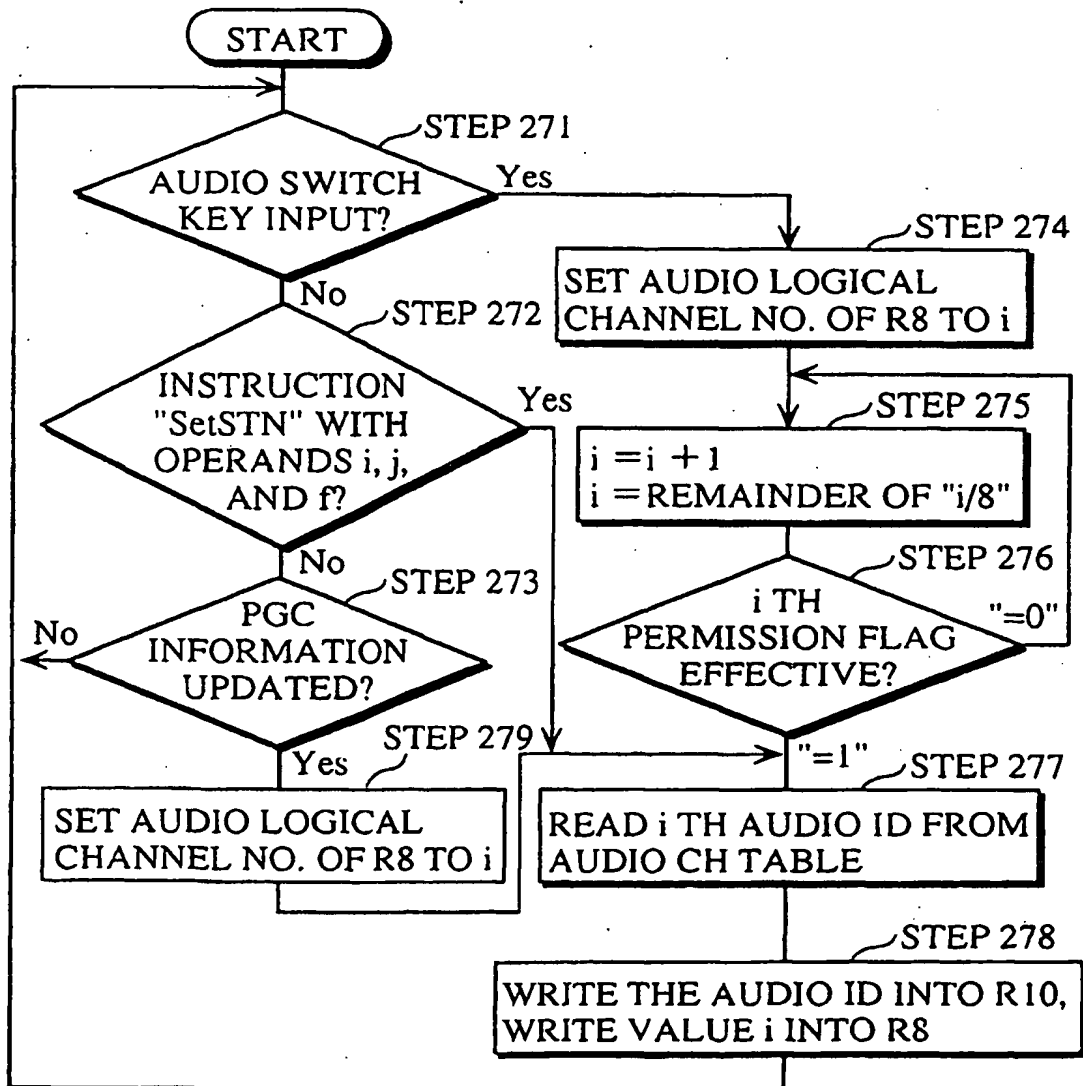 START
STEP 271
AUDIO SWITCH
KEY INPUT?
Yes
No
STEP 272
INSTRUCTION
"SetSTN" WITH
OPERANDS i, j,
AND f?
Yes
No
STEP 273
PGC
INFORMATION
UPDATED?
No
Yes
STEP 279
SET AUDIO LOGICAL
CHANNEL NO. OF R8 TO i
STEP 274
SET AUDIO LOGICAL
CHANNEL NO. OF R8 TO i
STEP 275
i = i + 1
i = REMAINDER OF "i/8"
STEP 276
i TH
PERMISSION FLAG
EFFECTIVE?
"=0"
"=1"
STEP 277
READ i TH AUDIO ID FROM
AUDIO CH TABLE
STEP 278
WRITE THE AUDIO ID INTO R10,
WRITE VALUE i INTO R8